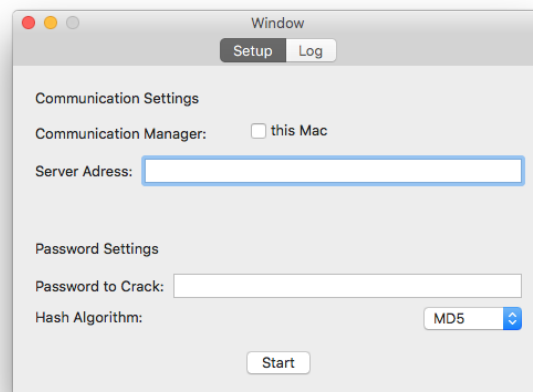 Window
Setup Log
Communication Settings
Communication Manager: this Mac
Server Adress:
Password Settings
Password to Crack:
Hash Algorithm: MD5
Start